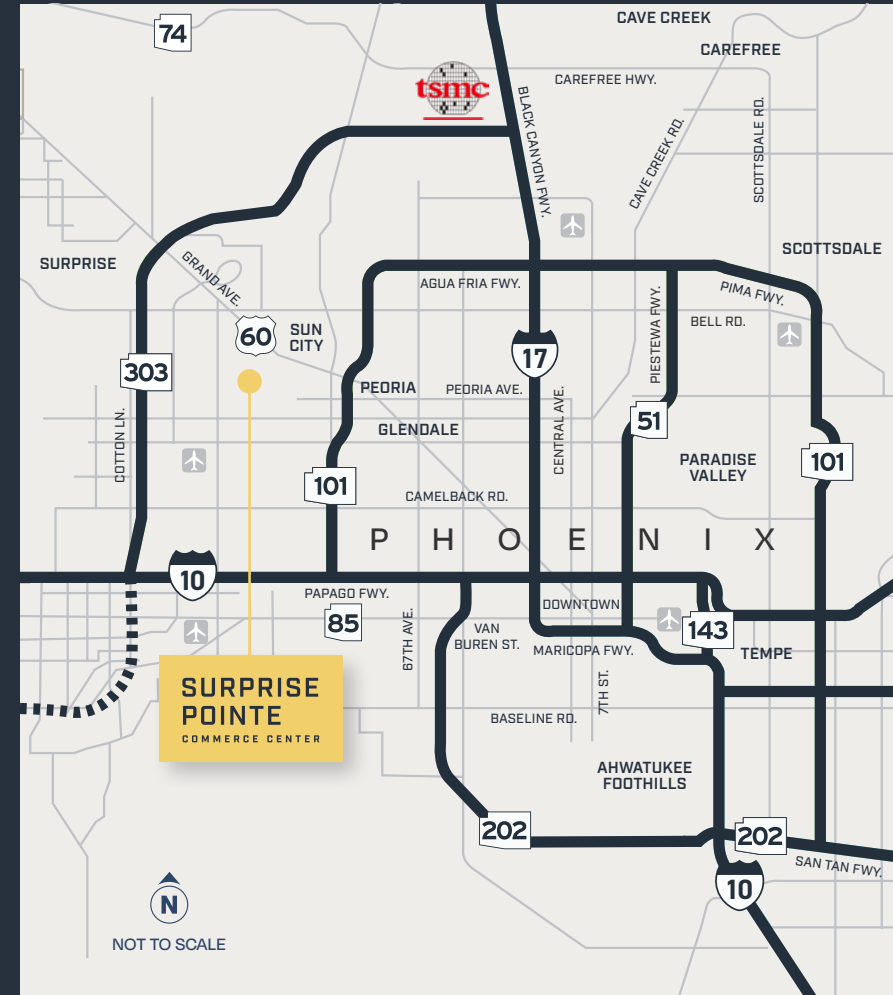 CAVE CREEK
74
CAREFREE
tsmc
CAREFREE HWY.
BLACK CANYON FWY.
CAVE CREEK RD.
SCOTTSDALE RD.
SCOTTSDALE
SURPRISE
GRAND AVE.
AGUA FRIA FWY.
PIMA FWY.
PIESTEWA FWY.
BELL RD.
60
SUN
CITY
17
303
PEORIA
PEORIA AVE.
CENTRAL AVE.
51
GLENDALE
COTTON LN.
PARADISE
VALLEY
101
101
CAMELBACK RD.
PHOENIX
10
PAPAGO FWY.
85
67TH AVE.
DOWNTOWN
VAN
BUREN ST.
143
MARICOPA FWY.
TEMPE
SURPRISE
POINTE
COMMERCE CENTER
7TH ST.
BASELINE RD.
AHWATUKEE
FOOTHILLS
202
202
SAN TAN FWY.
10
N
NOT TO SCALE